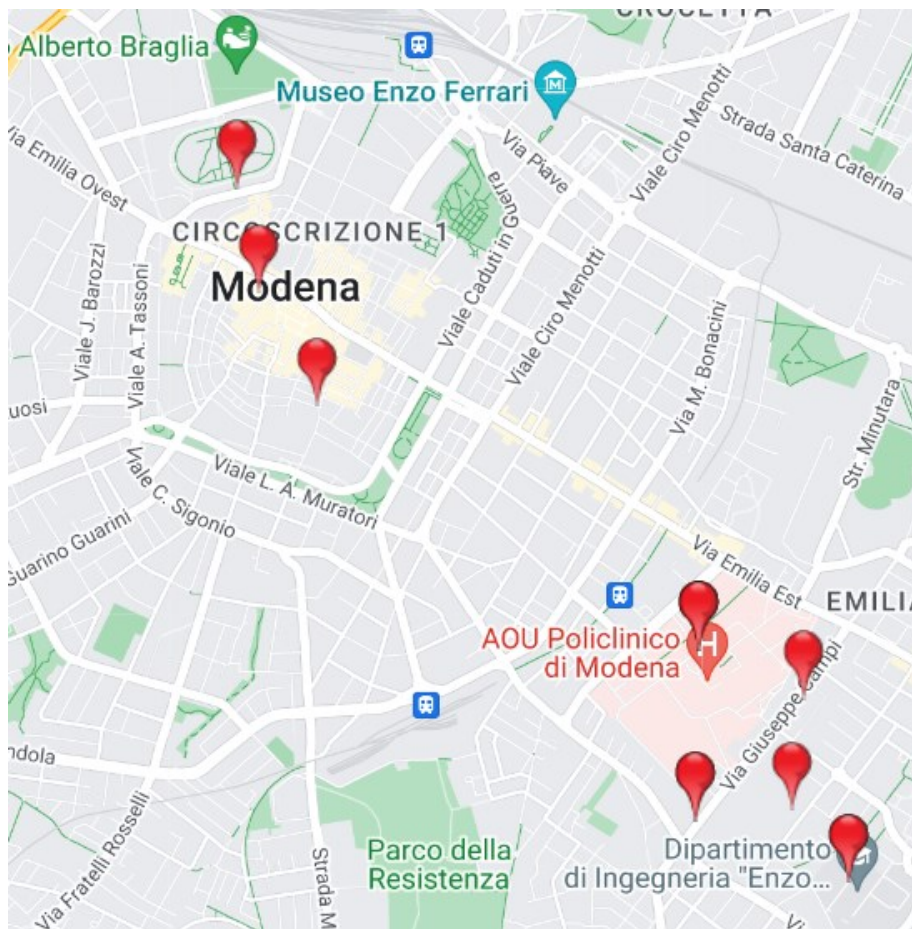 CROCETTA
Alberto Braglia
Museo Enzo Ferrari
Via Emilia Ovest
Via Piave
Viale Ciro Menotti
Strada Santa Caterina
CIRCOSCRIZIONE 1
Modena
Viale J. Barozzi
Viale A. Tassoni
Viale Caduti in Guerra
Viale Ciro Menotti
Via M. Bonacini
Str. Minutara
uosi
Viale L. A. Muratori
Viale C. Sigonio
Guarino Guarini
Via Emilia Est
EMILIA
AOU Policlinico
di Modena
H
Via Giuseppe Campi
ndola
Via Fratelli Rosselli
Strada M
Parco della
Resistenza
Dipartimento
di Ingegneria "Enzo...